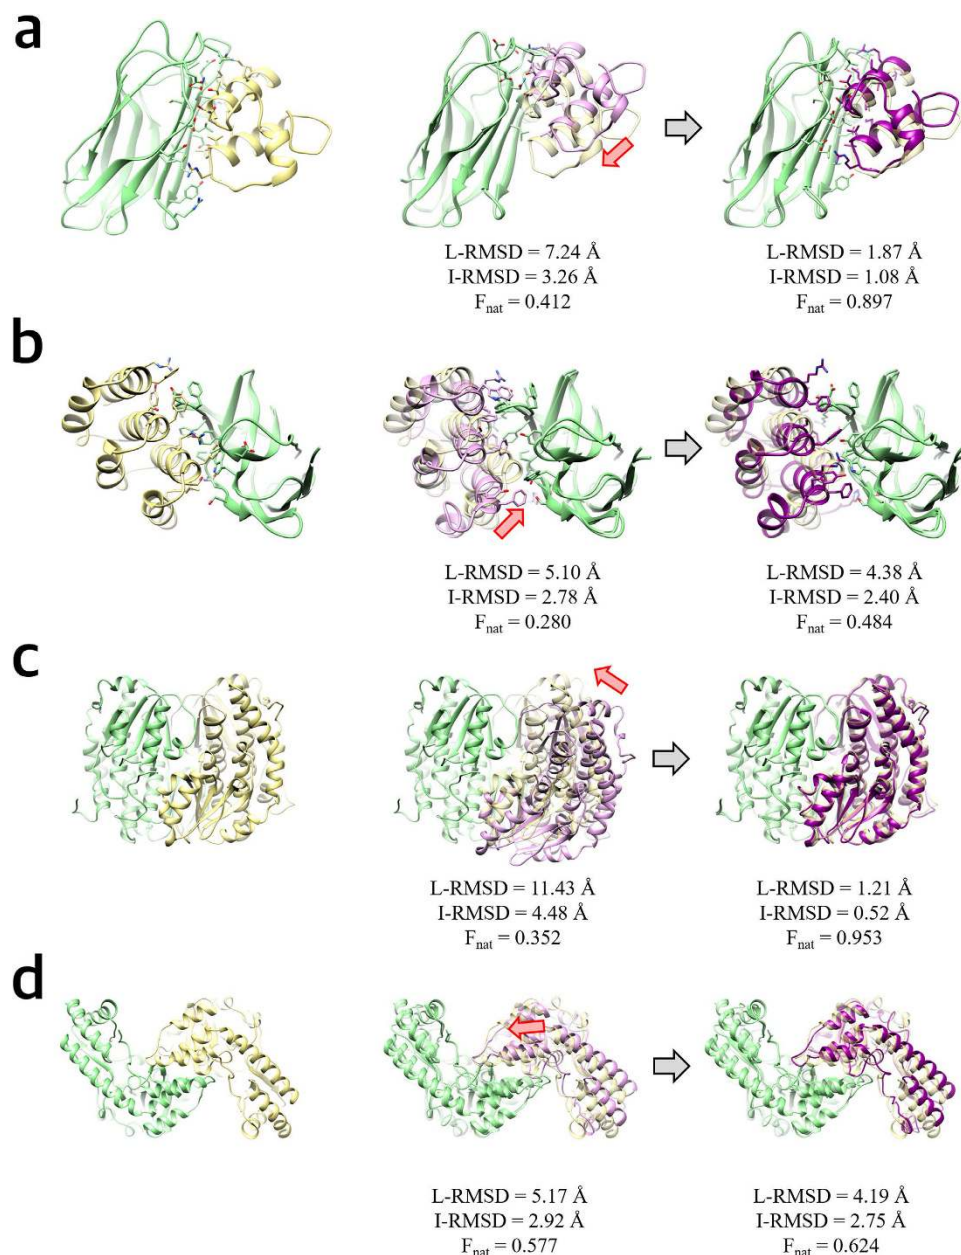 a
L-RMSD = 7.24 Å
I-RMSD = 3.26 Å
Fnat = 0.412
L-RMSD = 1.87 Å
I-RMSD = 1.08 Å
Fnat = 0.897
b
L-RMSD = 5.10 Å
I-RMSD = 2.78 Å
Fnat = 0.280
L-RMSD = 4.38 Å
I-RMSD = 2.40 Å
Fnat = 0.484
c
L-RMSD = 11.43 Å
I-RMSD = 4.48 Å
Fnat = 0.352
L-RMSD = 1.21 Å
I-RMSD = 0.52 Å
Fnat = 0.953
d
L-RMSD = 5.17 Å
I-RMSD = 2.92 Å
Fnat = 0.577
L-RMSD = 4.19 Å
I-RMSD = 2.75 Å
Fnat = 0.624